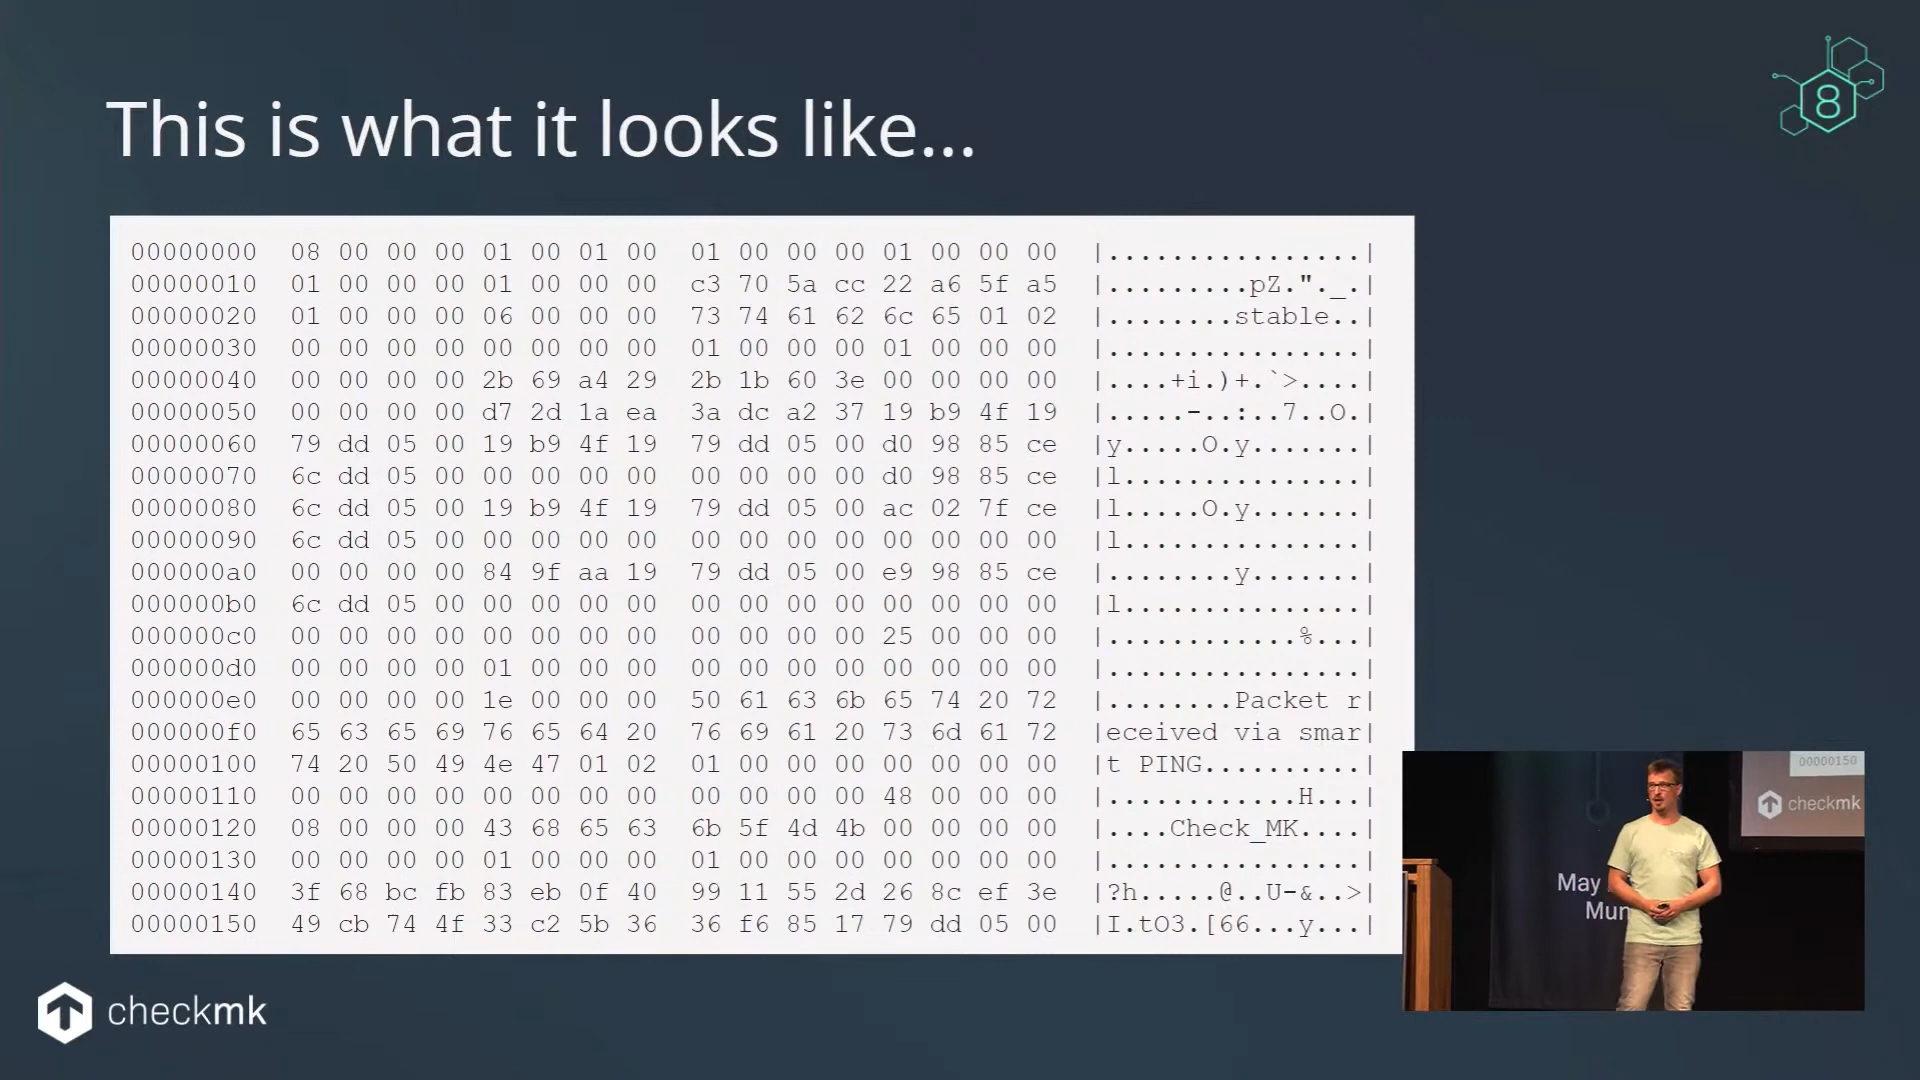 8
This is what it looks like...
00000000  08 00 00 00 01 00 01 00  01 00 00 00 01 00 00 00  |................|
00000010  01 00 00 00 01 00 00 00  c3 70 5a cc 22 a6 5f a5  |.........pZ."._.|
00000020  01 00 00 00 06 00 00 00  73 74 61 62 6c 65 01 02  |........stable..|
00000030  00 00 00 00 00 00 00 00  01 00 00 00 01 00 00 00  |................|
00000040  00 00 00 00 2b 69 a4 29  2b 1b 60 3e 00 00 00 00  |....+i.)+.`>....|
00000050  00 00 00 00 d7 2d 1a ea  3a dc a2 37 19 b9 4f 19  |.....-..:..7..O.|
00000060  79 dd 05 00 19 b9 4f 19  79 dd 05 00 d0 98 85 ce  |y.....O.y.......|
00000070  6c dd 05 00 00 00 00 00  00 00 00 00 d0 98 85 ce  |l...............|
00000080  6c dd 05 00 19 b9 4f 19  79 dd 05 00 ac 02 7f ce  |l.....O.y.......|
00000090  6c dd 05 00 00 00 00 00  00 00 00 00 00 00 00 00  |l...............|
000000a0  00 00 00 00 84 9f aa 19  79 dd 05 00 e9 98 85 ce  |........y.......|
000000b0  6c dd 05 00 00 00 00 00  00 00 00 00 00 00 00 00  |l...............|
000000c0  00 00 00 00 00 00 00 00  00 00 00 00 25 00 00 00  |............%...|
000000d0  00 00 00 00 01 00 00 00  00 00 00 00 00 00 00 00  |................|
000000e0  00 00 00 00 1e 00 00 00  50 61 63 6b 65 74 20 72  |........Packet r|
000000f0  65 63 65 69 76 65 64 20  76 69 61 20 73 6d 61 72  |eceived via smar|
00000100  74 20 50 49 4e 47 01 02  01 00 00 00 00 00 00 00  |t PING..........|
00000110  00 00 00 00 00 00 00 00  00 00 00 00 48 00 00 00  |............H...|
00000120  08 00 00 00 43 68 65 63  6b 5f 4d 4b 00 00 00 00  |....Check_MK....|
00000130  00 00 00 00 01 00 00 00  01 00 00 00 00 00 00 00  |................|
00000140  3f 68 bc fb 83 eb 0f 40  99 11 55 2d 26 8c ef 3e  |?h.....@..U-&..>|
00000150  49 cb 74 4f 33 c2 5b 36  36 f6 85 17 79 dd 05 00  |I.tO3.[66...y...|
00000150
checkmk
May
Mun
checkmk